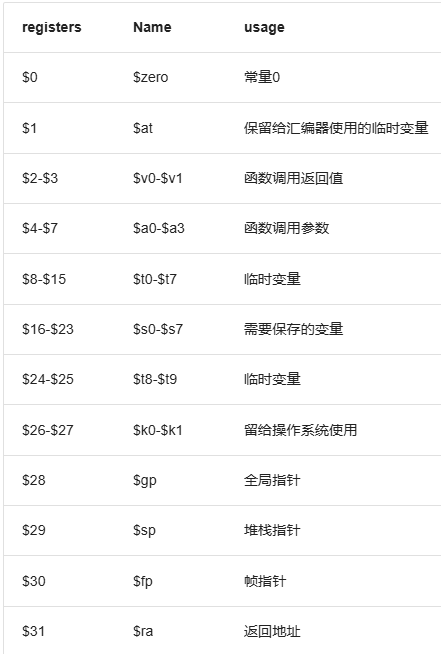 registers Name usage
$0 $zero 常量0
$1 $at 保留给汇编器使用的临时变量
$2-$3 $v0-$v1 函数调用返回值
$4-$7 $a0-$a3 函数调用参数
$8-$15 $t0-$t7 临时变量
$16-$23 $s0-$s7 需要保存的变量
$24-$25 $t8-$t9 临时变量
$26-$27 $k0-$k1 留给操作系统使用
$28 $gp 全局指针
$29 $sp 堆栈指针
$30 $fp 帧指针
$31 $ra 返回地址